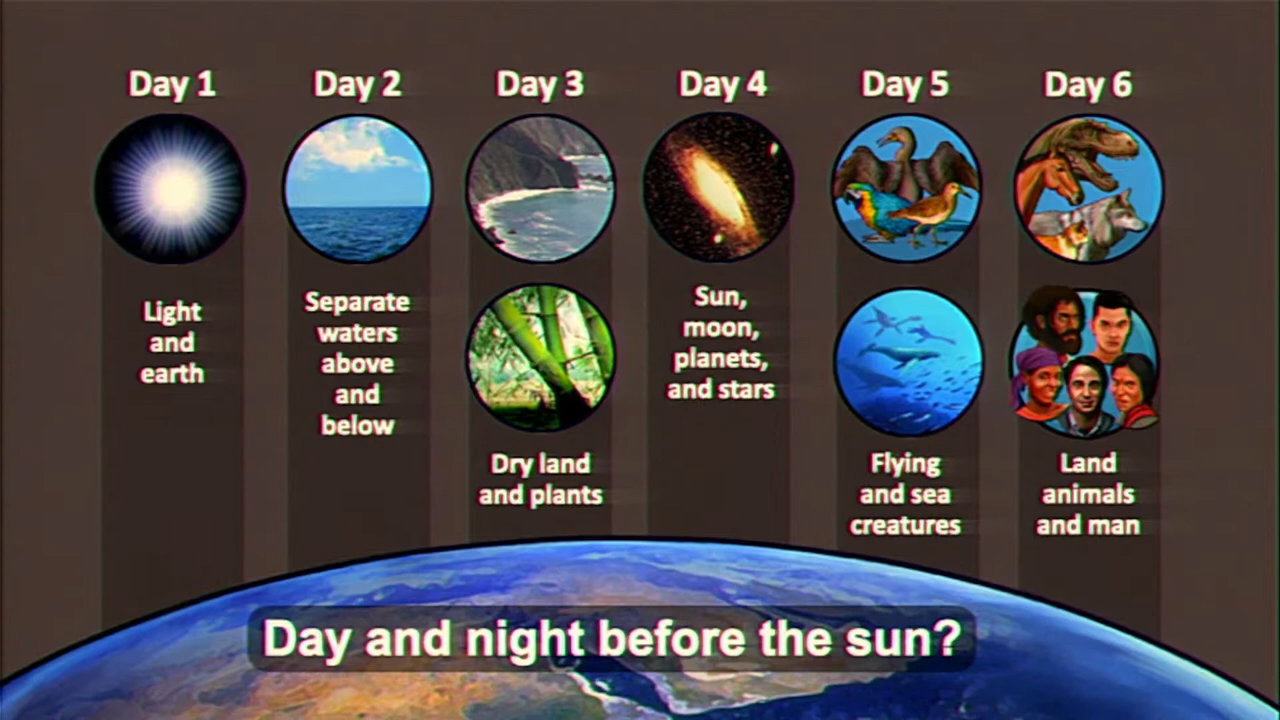 Day 1
Day 2
Day 3
Day 4
Day 5
Day 6
Light
and
earth
Separate
waters
above
and
below
Dry land
and plants
Sun,
moon,
planets,
and stars
Flying
and sea
creatures
Land
animals
and man
Day and night before the sun?